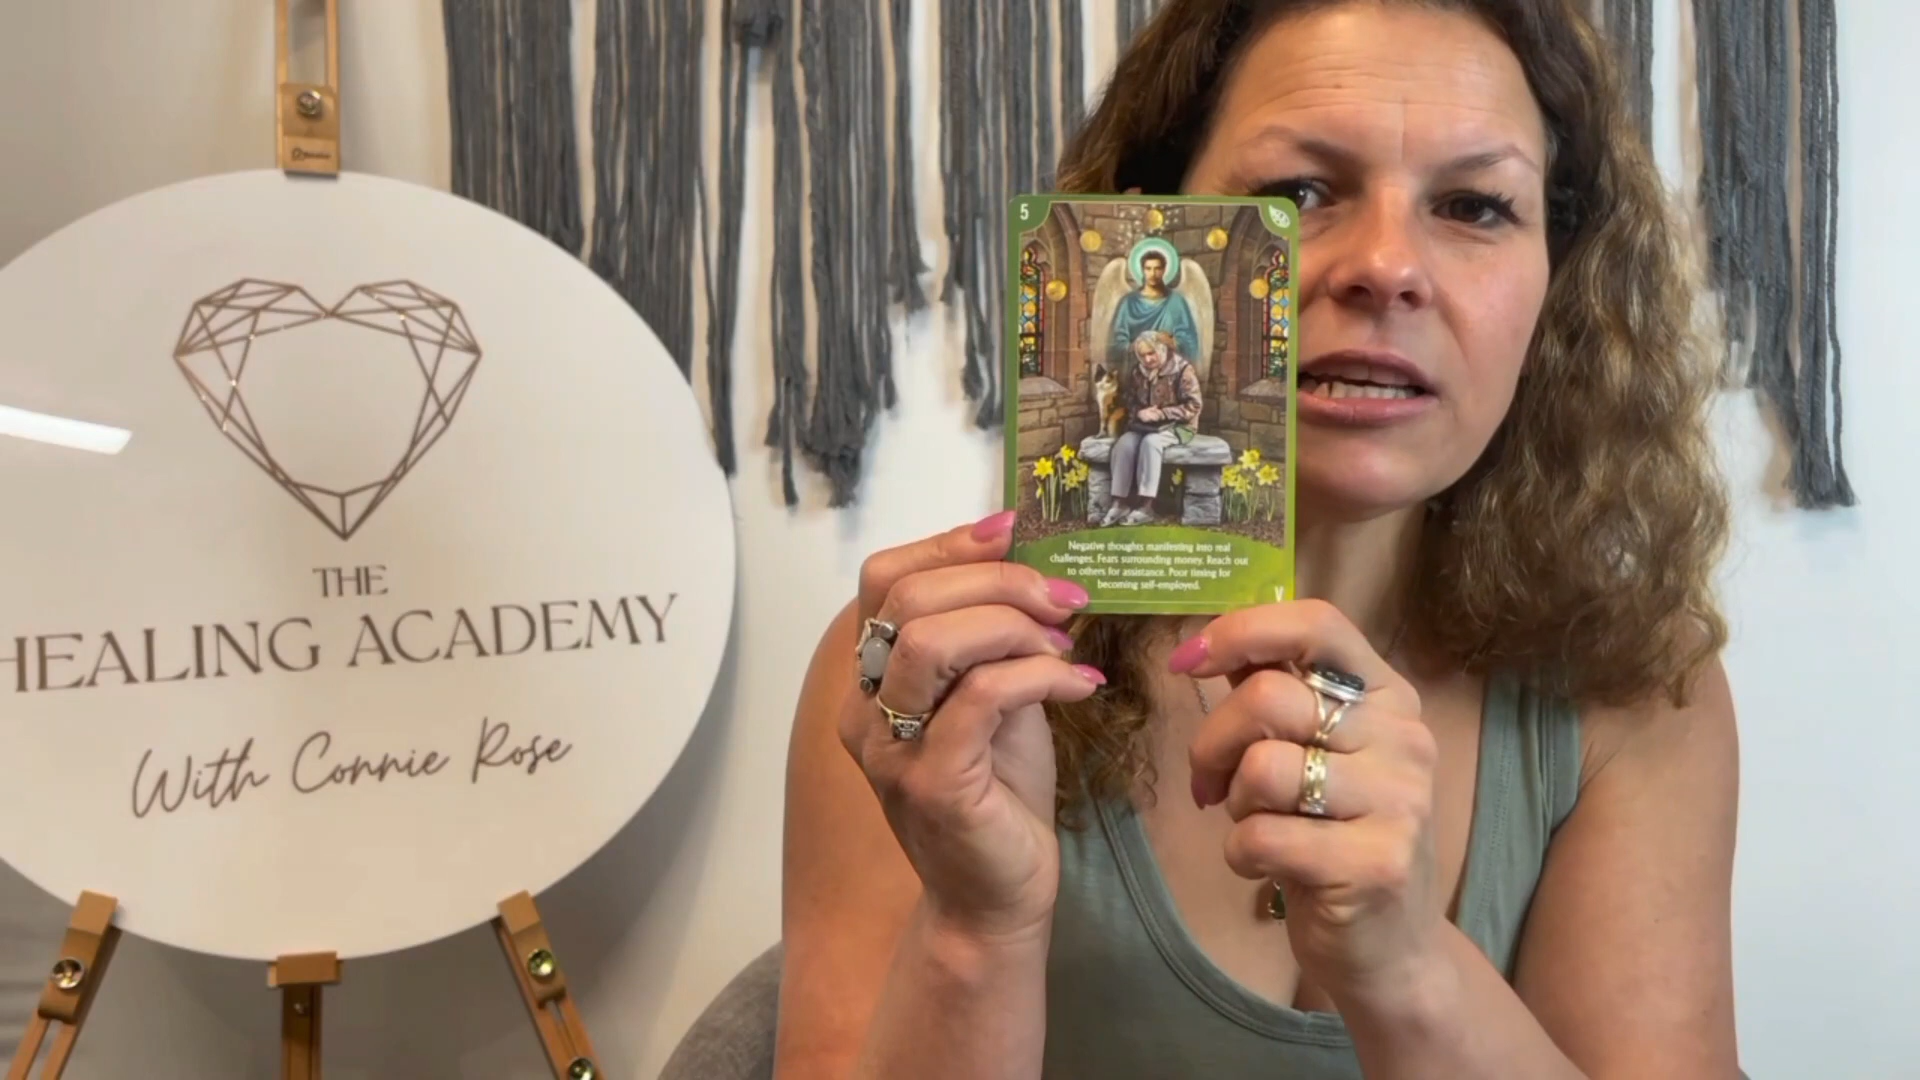 THE
HEALING ACADEMY
With Connie Rose
5
Negative thoughts manifesting into real
challenges. Fears surrounding money. Reach out
to others for assistance. Poor timing for
becoming self-employed.
V